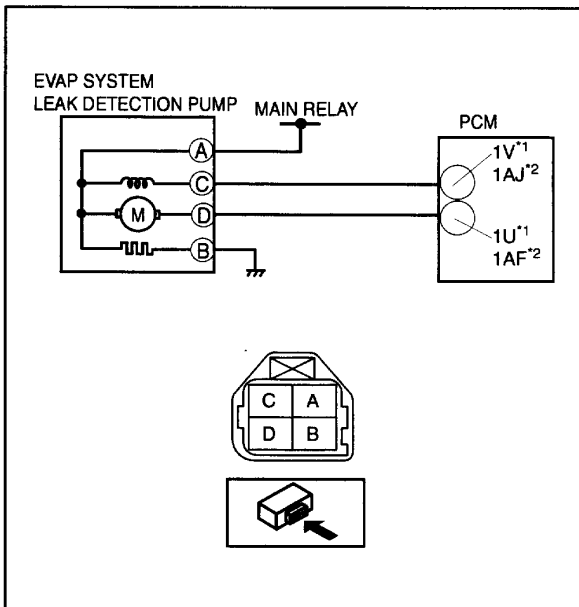 EVAP SYSTEM
LEAK DETECTION PUMP
MAIN RELAY
PCM
A
C
M
D
B
1V*1
1AJ*2
1U*1
1AF*2
C A
D B